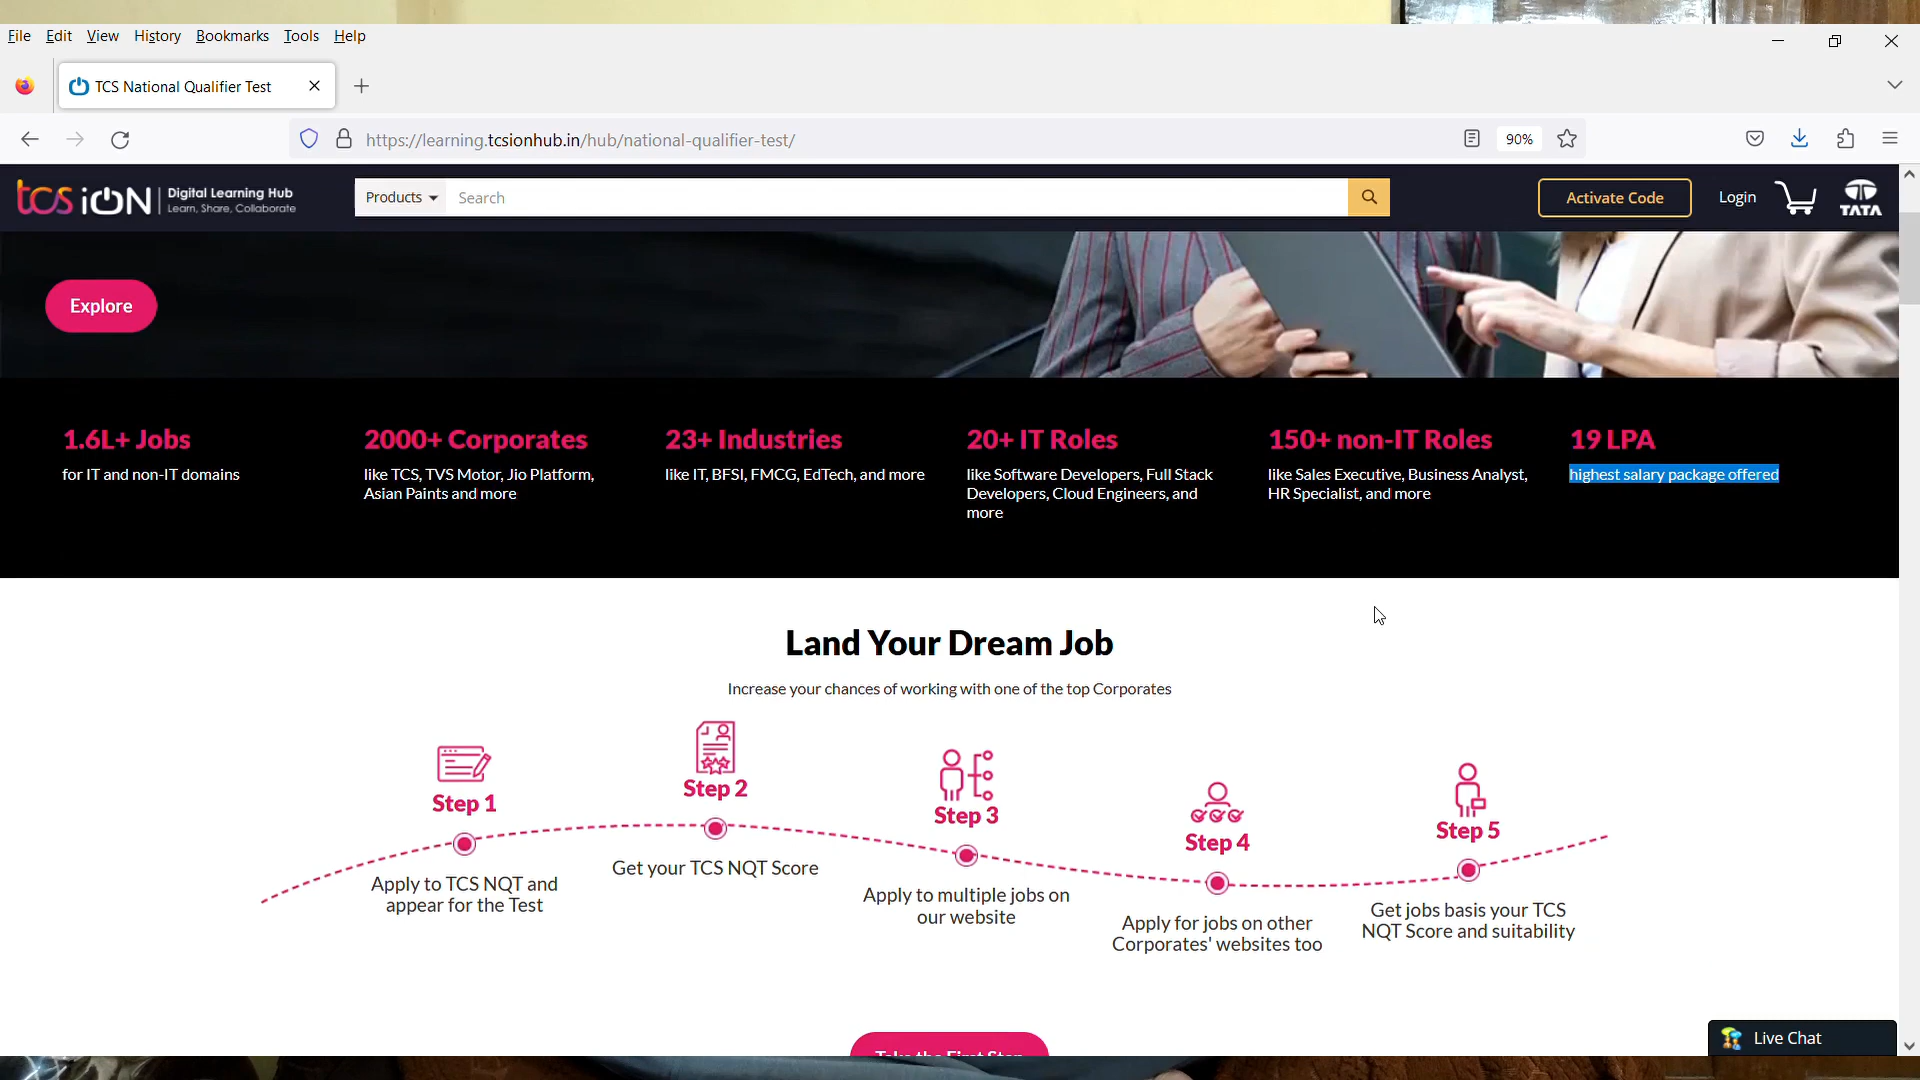 File Edit View History Bookmarks Tools Help
TCS National Qualifier Test
https://learning.tcsionhub.in/hub/national-qualifier-test/
90%
tcs iON | Digital Learning Hub
Learn, Share, Collaborate
Products
Search
Activate Code
Login
TATA
Explore
1.6L+ Jobs
for IT and non-IT domains
2000+ Corporates
like TCS, TVS Motor, Jio Platform,
Asian Paints and more
23+ Industries
like IT, BFSI, FMCG, EdTech, and more
20+ IT Roles
like Software Developers, Full Stack
Developers, Cloud Engineers, and
more
150+ non-IT Roles
like Sales Executive, Business Analyst,
HR Specialist, and more
19 LPA
highest salary package offered
Land Your Dream Job
Increase your chances of working with one of the top Corporates
Step 1
Apply to TCS NQT and
appear for the Test
Step 2
Get your TCS NQT Score
Step 3
Apply to multiple jobs on
our website
Step 4
Apply for jobs on other
Corporates' websites too
Step 5
Get jobs basis your TCS
NQT Score and suitability
Take the First Step
Live Chat